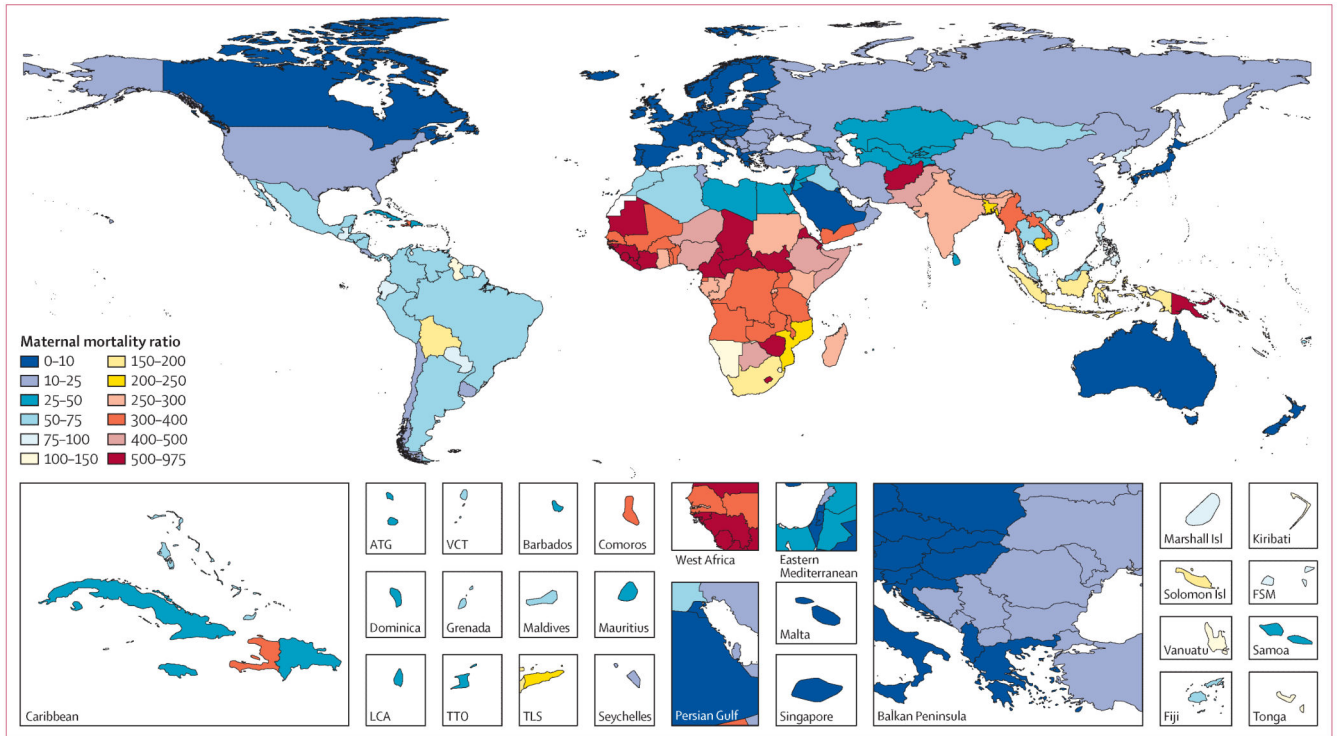 Maternal mortality ratio
0–10
10–25
25–50
50–75
75–100
100–150
150–200
200–250
250–300
300–400
400–500
500–975
Caribbean
ATG
VCT
Barbados
Comoros
Dominica
Grenada
Maldives
Mauritius
LCA
TTO
TLS
Seychelles
West Africa
Eastern
Mediterranean
Persian Gulf
Malta
Singapore
Balkan Peninsula
Marshall Isl
Kiribati
Solomon Isl
FSM
Vanuatu
Samoa
Fiji
Tonga